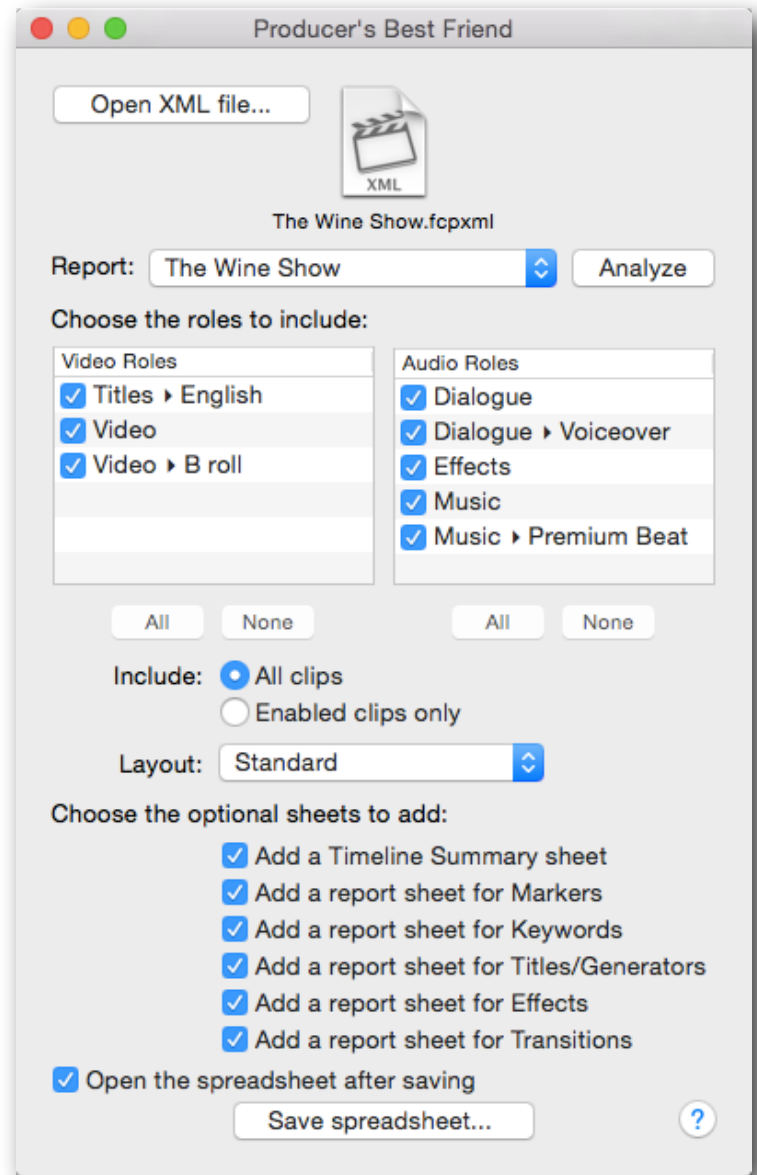 Producer's Best Friend
Open XML file...
XML
The Wine Show.fcpxml
Report: The Wine Show Analyze
Choose the roles to include:
Video Roles
Titles ▸ English
Video
Video ▸ B roll
Audio Roles
Dialogue
Dialogue ▸ Voiceover
Effects
Music
Music ▸ Premium Beat
All None
All None
Include: All clips
Enabled clips only
Layout: Standard
Choose the optional sheets to add:
Add a Timeline Summary sheet
Add a report sheet for Markers
Add a report sheet for Keywords
Add a report sheet for Titles/Generators
Add a report sheet for Effects
Add a report sheet for Transitions
Open the spreadsheet after saving
Save spreadsheet... ?